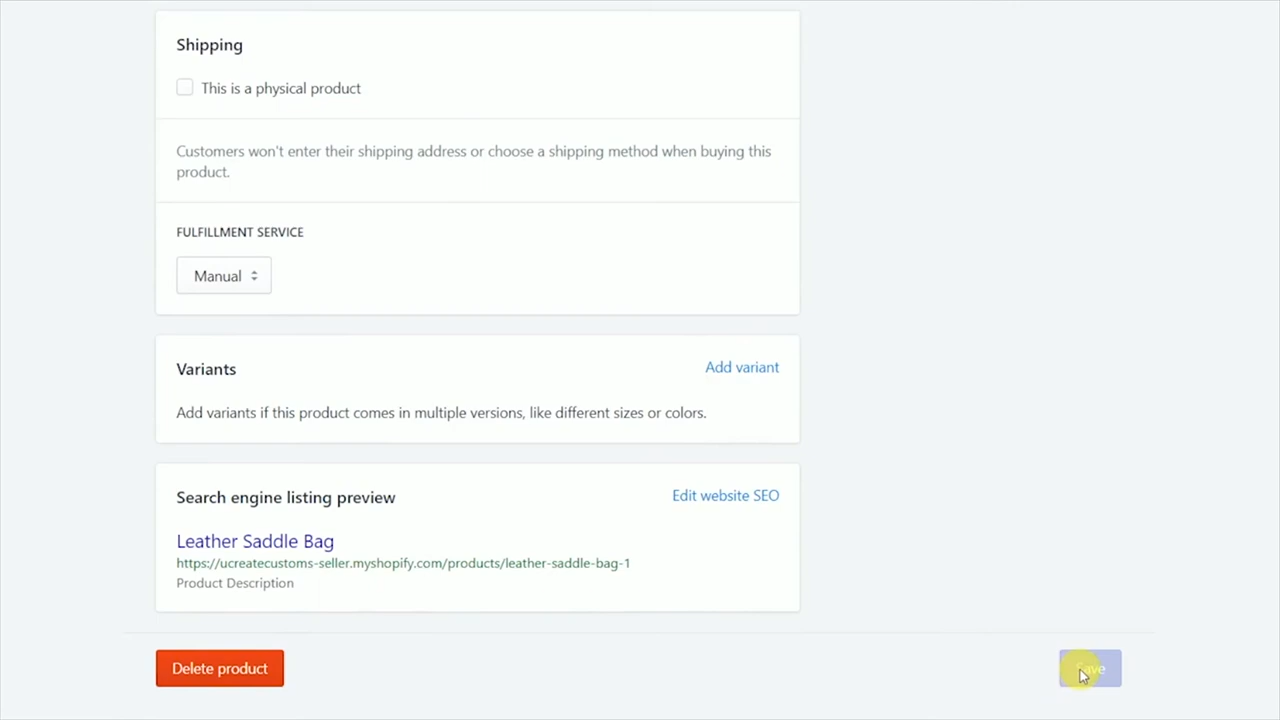 Shipping
This is a physical product
Customers won't enter their shipping address or choose a shipping method when buying this
product.
FULFILLMENT SERVICE
Manual
Variants
Add variant
Add variants if this product comes in multiple versions, like different sizes or colors.
Search engine listing preview
Edit website SEO
Leather Saddle Bag
https://ucreatecustoms-seller.myshopify.com/products/leather-saddle-bag-1
Product Description
Delete product
Save